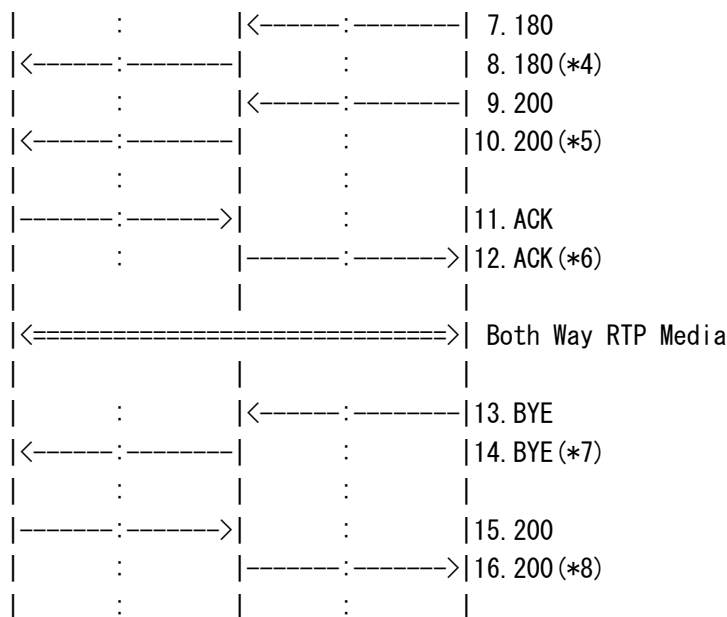 |       :       |<------:--------| 7.180
|<------:--------|       :       | 8.180(*4)
|       :       |<------:--------| 9.200
|<------:--------|       :       |10.200(*5)
|       :       |       :       |
|-------:------->|       :       |11.ACK
|       :       |-------:------->|12.ACK(*6)
|               |               |
|<==============================>| Both Way RTP Media
|               |               |
|       :       |<------:--------|13.BYE
|<------:--------|       :       |14.BYE(*7)
|       :       |       :       |
|-------:------->|       :       |15.200
|       :       |-------:------->|16.200(*8)
|       :       |       :       |